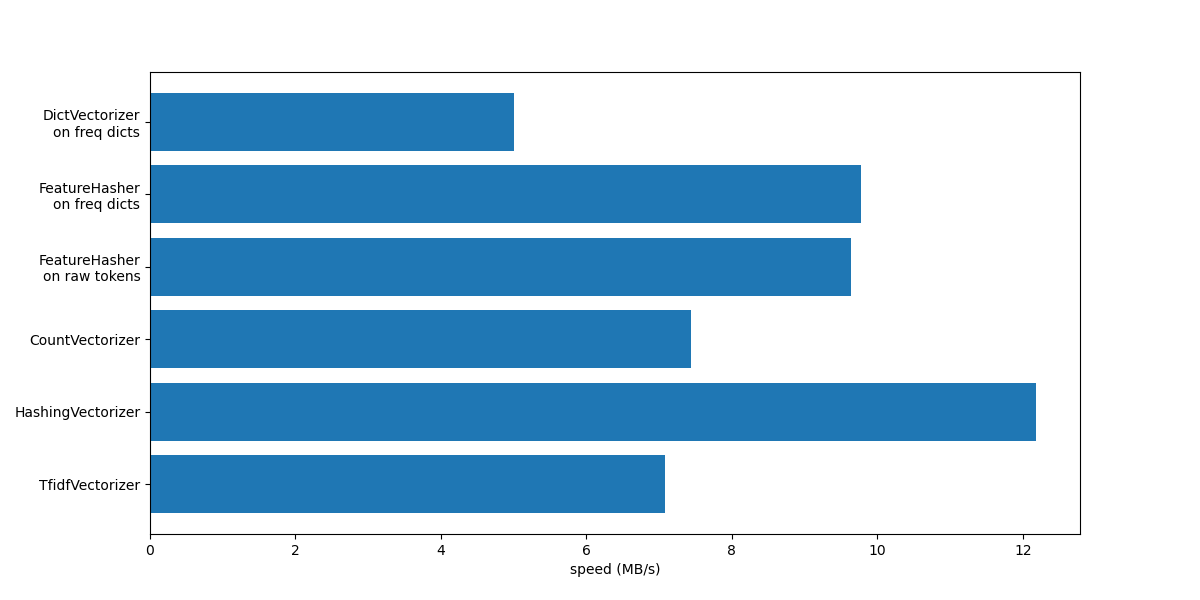 DictVectorizer
on freq dicts
FeatureHasher
on freq dicts
FeatureHasher
on raw tokens
CountVectorizer
HashingVectorizer
TfidfVectorizer
0 2 4 6 8 10 12
speed (MB/s)